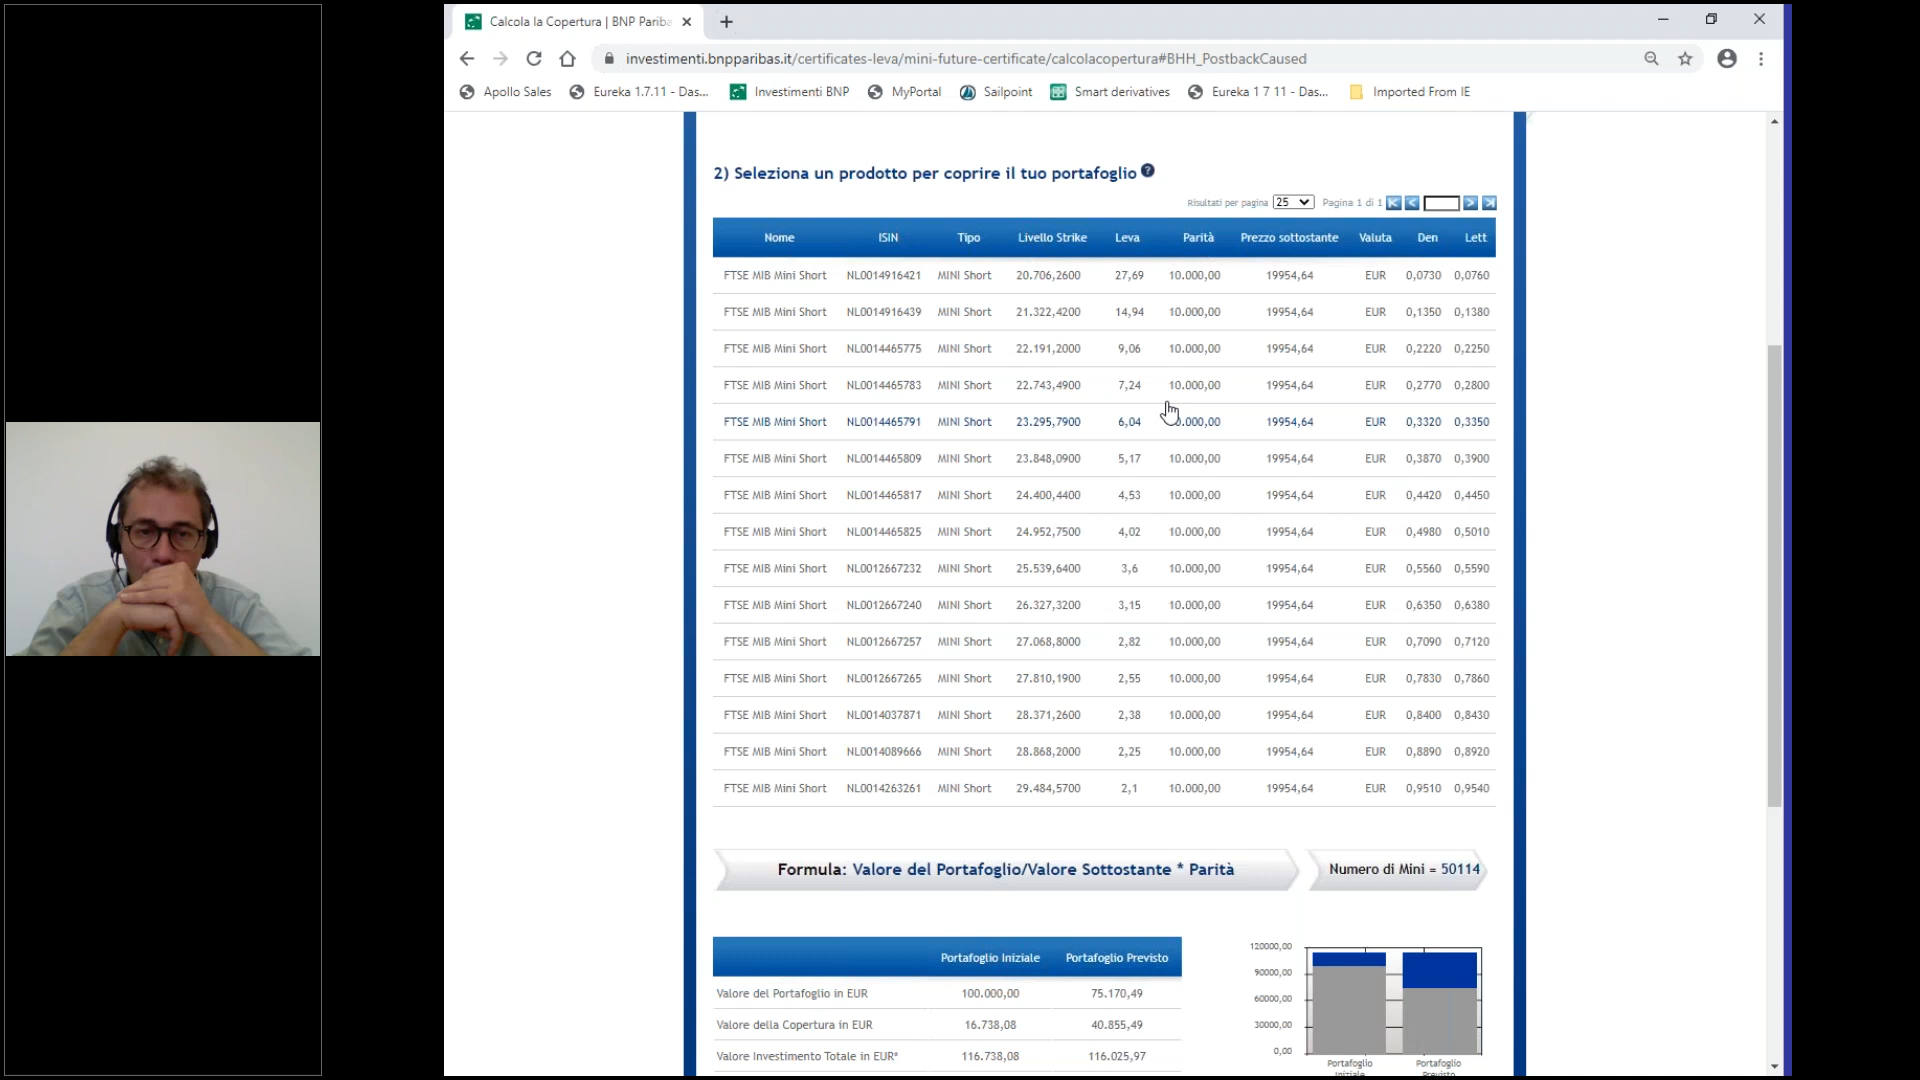 Calcola la Copertura | BNP Pariba
investimenti.bnpparibas.it/certificates-leva/mini-future-certificate/calcolacopertura#BHH_PostbackCaused
Apollo Sales Eureka 1.7.11 - Das... Investimenti BNP MyPortal Sailpoint Smart derivatives Eureka 1 7 11 - Das... Imported From IE
2) Seleziona un prodotto per coprire il tuo portafoglio ?
Risultati per pagina 25 Pagina 1 di 1
Nome ISIN Tipo Livello Strike Leva Parità Prezzo sottostante Valuta Den Lett
FTSE MIB Mini Short NL0014916421 MINI Short 20.706,2600 27,69 10.000,00 19954,64 EUR 0,0730 0,0760
FTSE MIB Mini Short NL0014916439 MINI Short 21.322,4200 14,94 10.000,00 19954,64 EUR 0,1350 0,1380
FTSE MIB Mini Short NL0014465775 MINI Short 22.191,2000 9,06 10.000,00 19954,64 EUR 0,2220 0,2250
FTSE MIB Mini Short NL0014465783 MINI Short 22.743,4900 7,24 10.000,00 19954,64 EUR 0,2770 0,2800
FTSE MIB Mini Short NL0014465791 MINI Short 23.295,7900 6,04 .000,00 19954,64 EUR 0,3320 0,3350
FTSE MIB Mini Short NL0014465809 MINI Short 23.848,0900 5,17 10.000,00 19954,64 EUR 0,3870 0,3900
FTSE MIB Mini Short NL0014465817 MINI Short 24.400,4400 4,53 10.000,00 19954,64 EUR 0,4420 0,4450
FTSE MIB Mini Short NL0014465825 MINI Short 24.952,7500 4,02 10.000,00 19954,64 EUR 0,4980 0,5010
FTSE MIB Mini Short NL0012667232 MINI Short 25.539,6400 3,6 10.000,00 19954,64 EUR 0,5560 0,5590
FTSE MIB Mini Short NL0012667240 MINI Short 26.327,3200 3,15 10.000,00 19954,64 EUR 0,6350 0,6380
FTSE MIB Mini Short NL0012667257 MINI Short 27.068,8000 2,82 10.000,00 19954,64 EUR 0,7090 0,7120
FTSE MIB Mini Short NL0012667265 MINI Short 27.810,1900 2,55 10.000,00 19954,64 EUR 0,7830 0,7860
FTSE MIB Mini Short NL0014037871 MINI Short 28.371,2600 2,38 10.000,00 19954,64 EUR 0,8400 0,8430
FTSE MIB Mini Short NL0014089666 MINI Short 28.868,2000 2,25 10.000,00 19954,64 EUR 0,8890 0,8920
FTSE MIB Mini Short NL0014263261 MINI Short 29.484,5700 2,1 10.000,00 19954,64 EUR 0,9510 0,9540
Formula: Valore del Portafoglio/Valore Sottostante * Parità Numero di Mini = 50114
Portafoglio Iniziale Portafoglio Previsto
Valore del Portafoglio in EUR 100.000,00 75.170,49
Valore della Copertura in EUR 16.738,08 40.855,49
Valore Investimento Totale in EUR* 116.738,08 116.025,97
120000,00
90000,00
60000,00
30000,00
0,00
Portafoglio Iniziale
Portafoglio Previsto